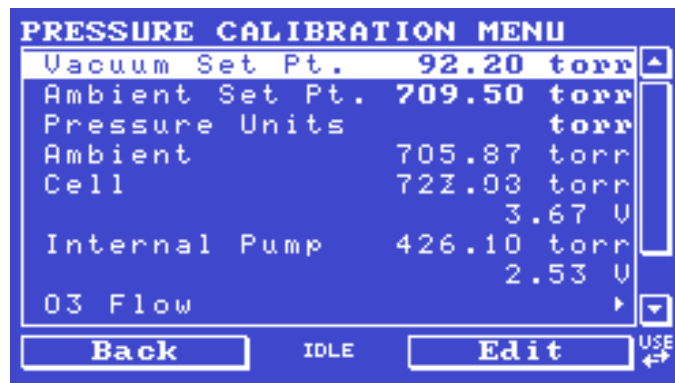 PRESSURE CALIBRATION MENU
Vacuum Set Pt. 92.20 torr
Ambient Set Pt. 709.50 torr
Pressure Units torr
Ambient 705.87 torr
Cell torr
3.67 V
Internal Pump 426.10 torr
2.53 V
O3 Flow
Back IDLE Edit USE